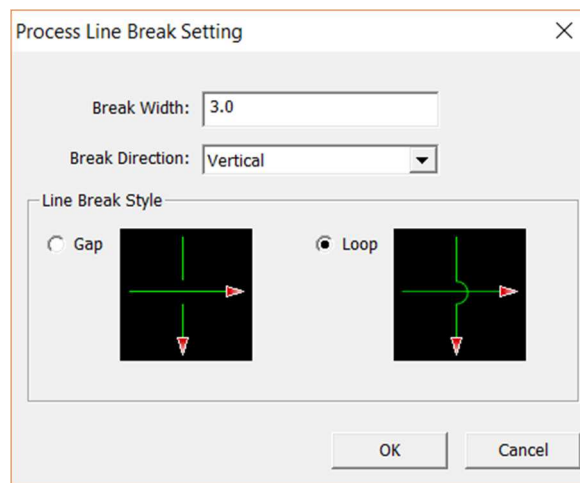 Process Line Break Setting
Break Width: 3.0
Break Direction: Vertical
Line Break Style
Gap Loop
OK Cancel